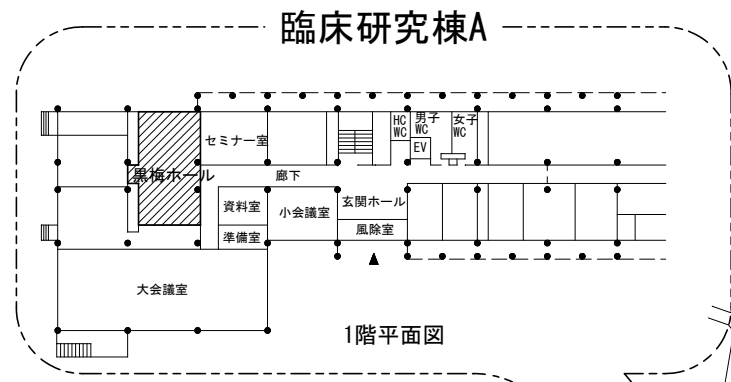 臨床研究棟A
HC
WC
男子
WC
女子
WC
セミナー室
EV
黒梅ホール
廊下
資料室
小会議室
玄関ホール
準備室
風除室
大会議室
1階平面図